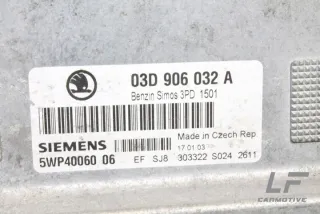 03D 906 032 A
Benzin Simos 3PD 1501
Made in Czech Rep
SIEMENS 17.01.03
5WP40060 06 EF SJ8 303322 S024 2611
LF
CARMOTIVE